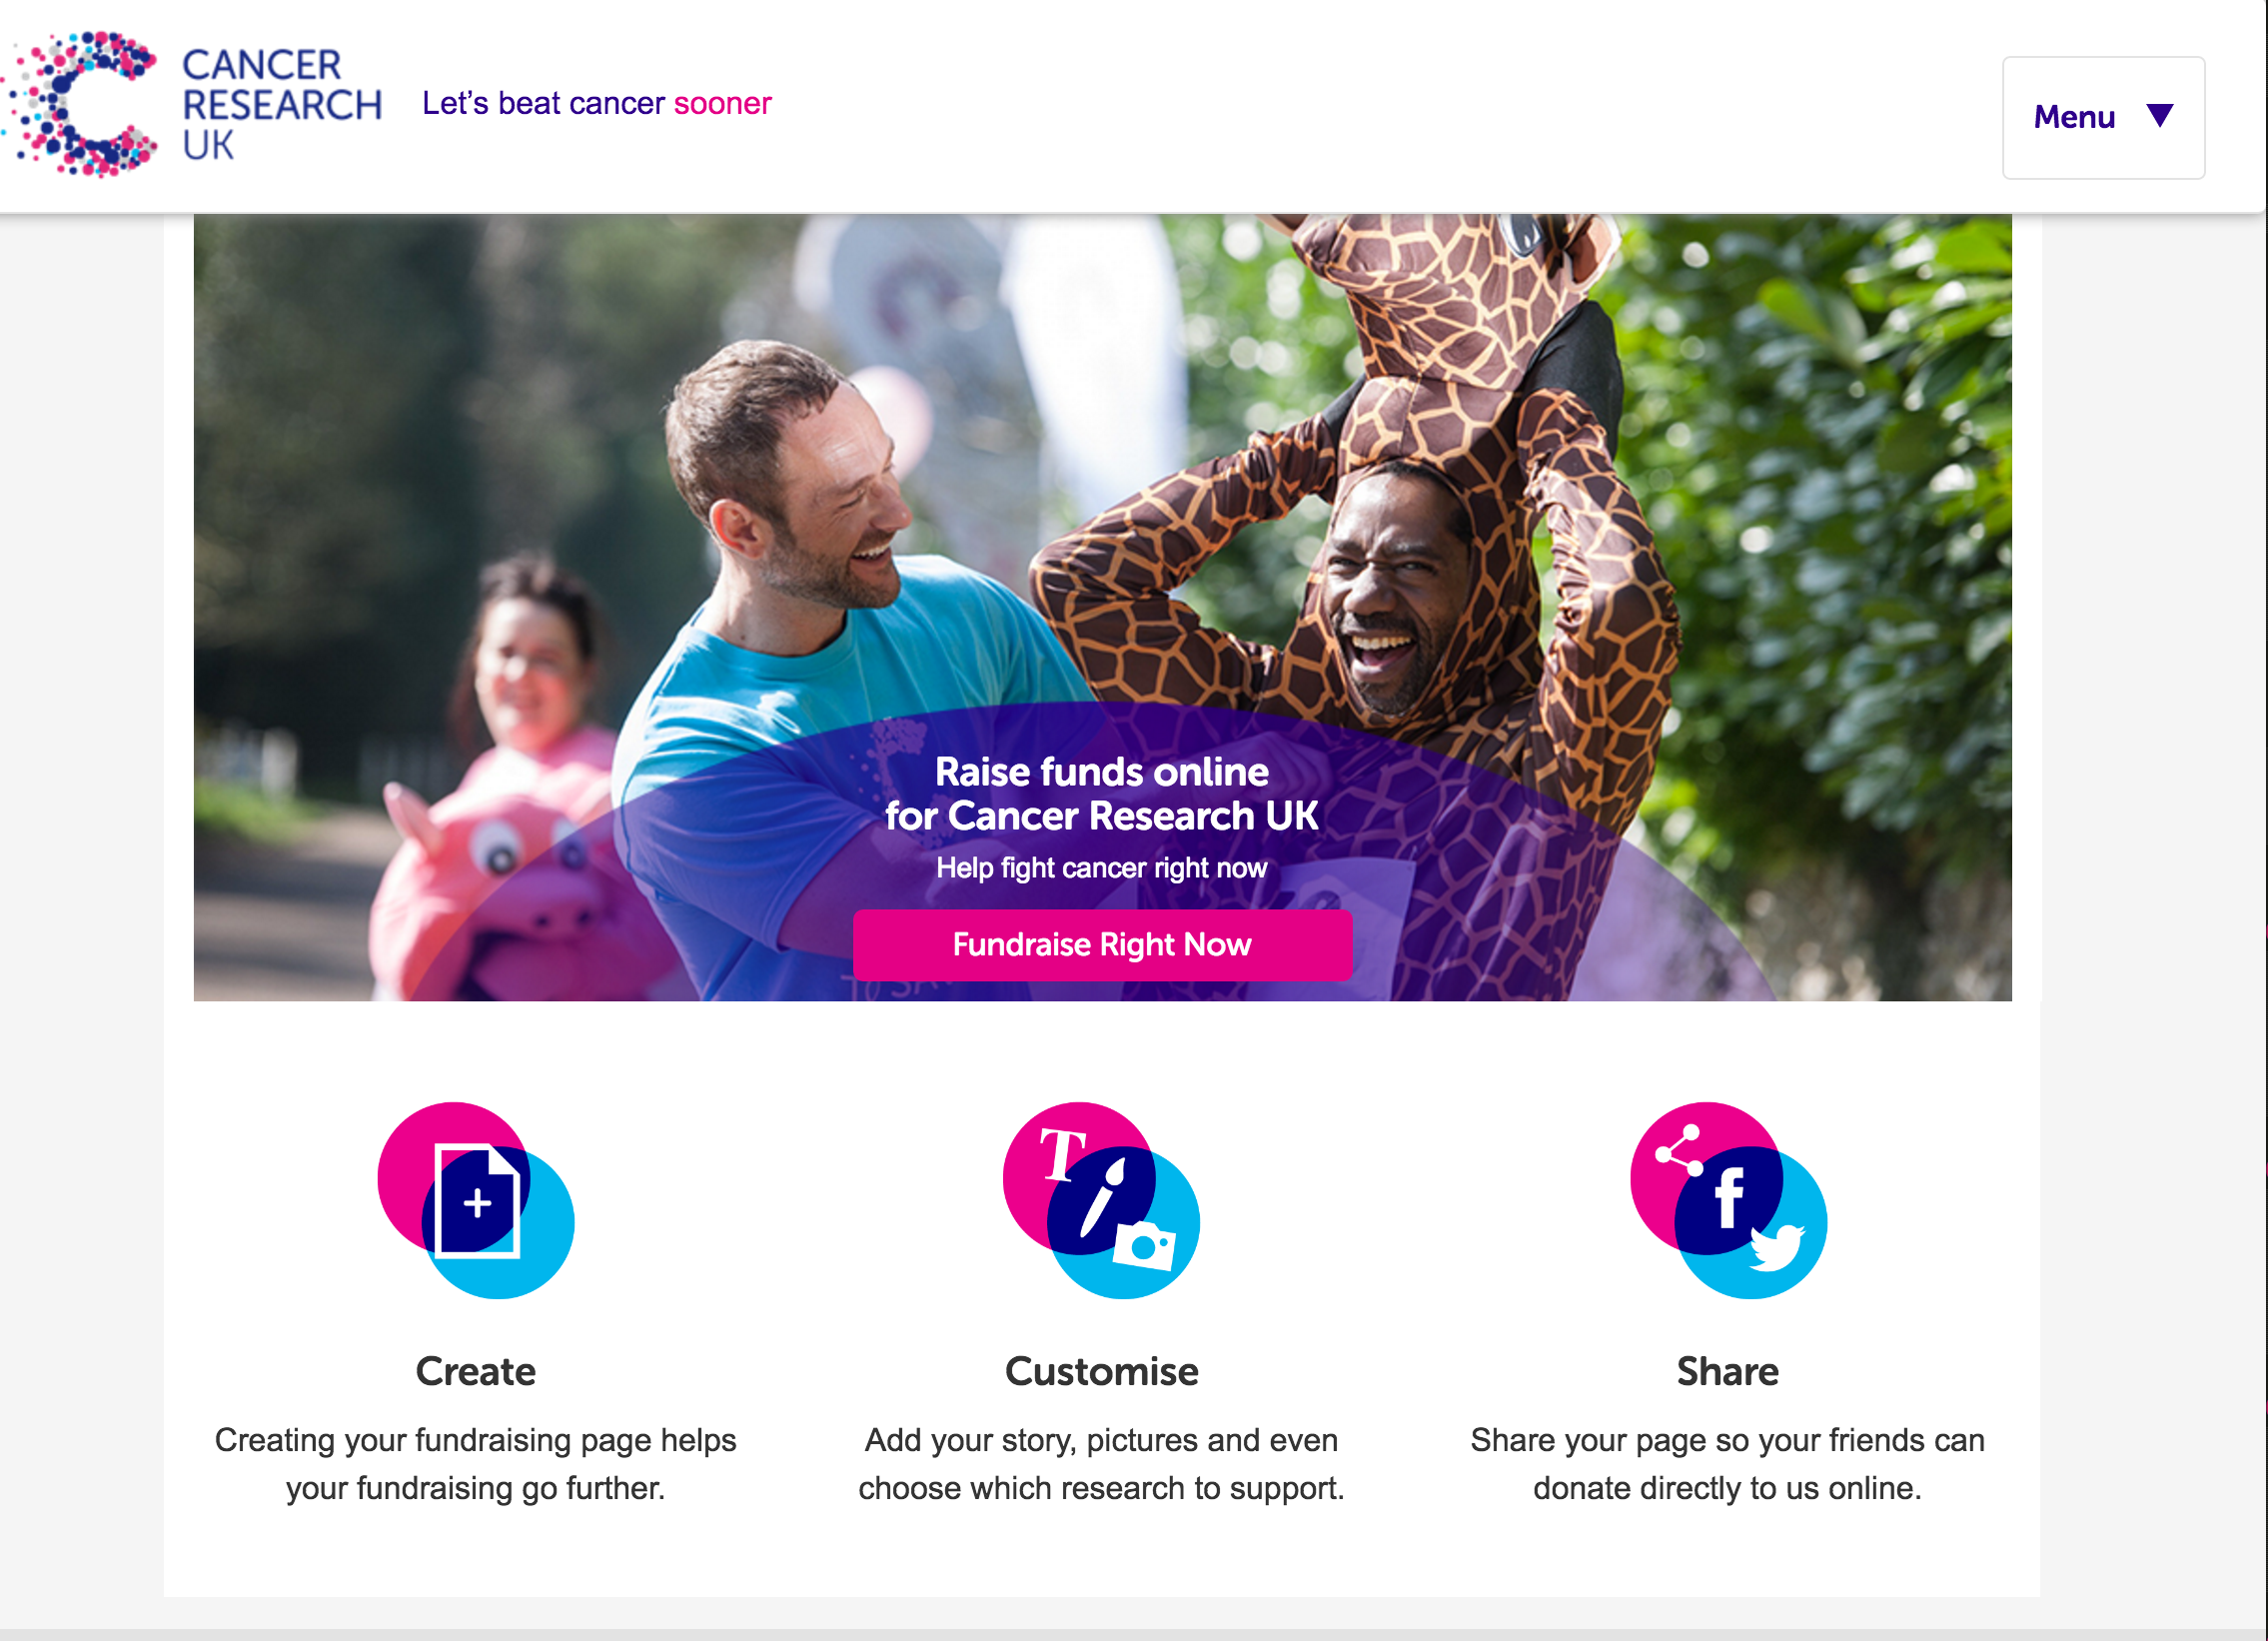 CANCER
RESEARCH
UK
Let's beat cancer sooner
Menu
Raise funds online
for Cancer Research UK
Help fight cancer right now
Fundraise Right Now
Create
Creating your fundraising page helps
your fundraising go further.
Customise
Add your story, pictures and even
choose which research to support.
Share
Share your page so your friends can
donate directly to us online.